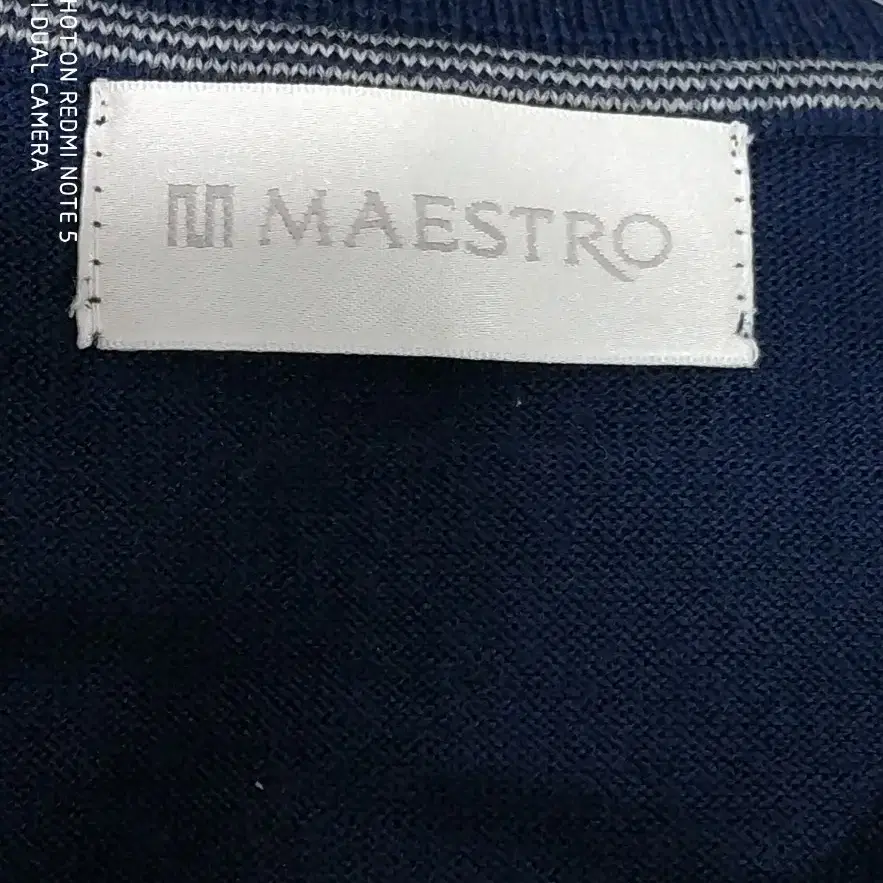 MAESTRO
SHOT ON REDMI NOTE 5
AI DUAL CAMERA